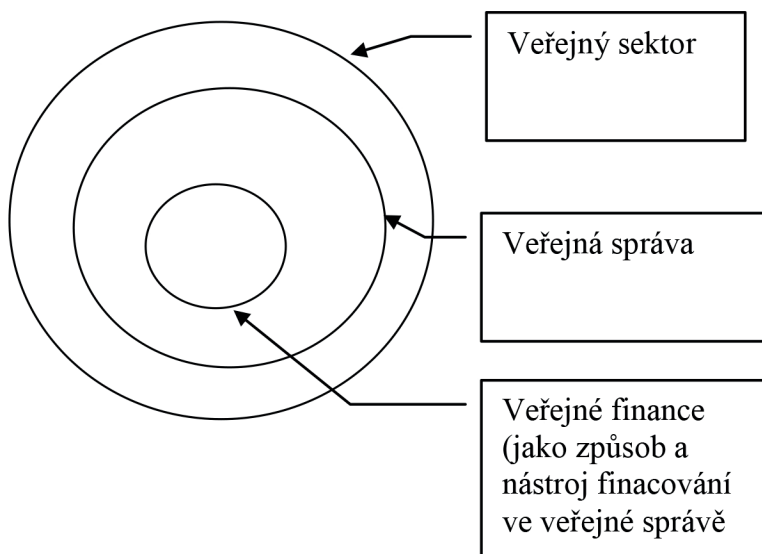 Veřejný sektor
Veřejná správa
Veřejné finance
(jako způsob a
nástroj finacování
ve veřejné správě